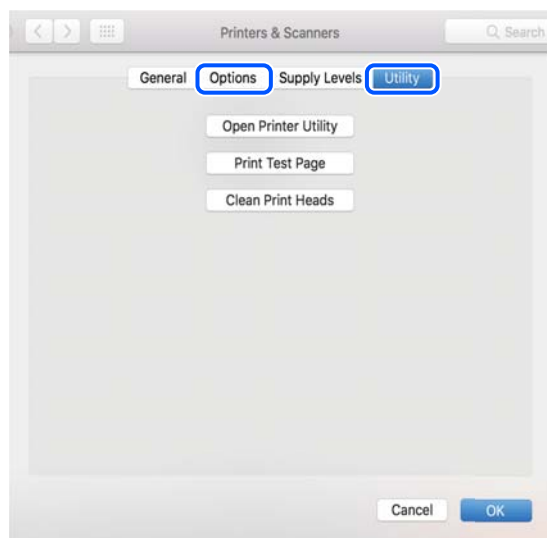 Printers & Scanners Search
General Options Supply Levels Utility
Open Printer Utility
Print Test Page
Clean Print Heads
Cancel OK